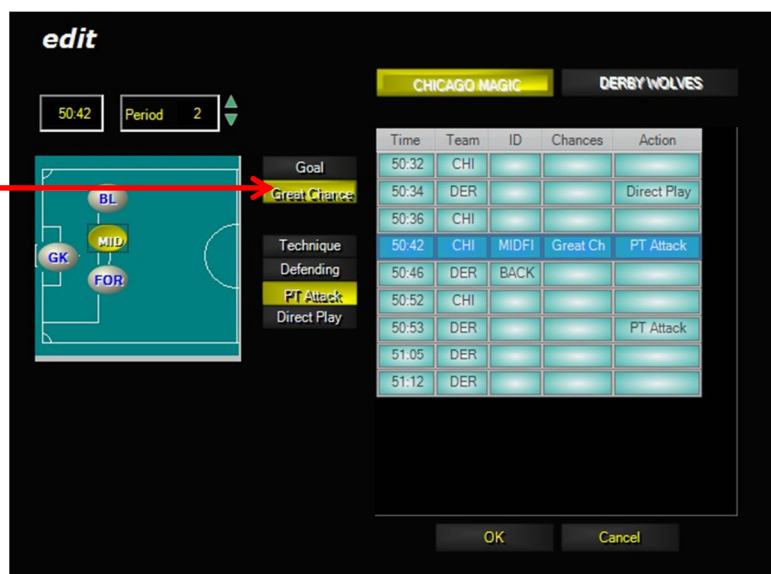 edit
CHICAGO MAGIC DERBY WOLVES
50:42 Period 2
Time Team ID Chances Action
50:32 CHI
50:34 DER Direct Play
50:36 CHI
50:42 CHI MIDFI Great Ch PT Attack
50:46 DER BACK
50:52 CHI
50:53 DER PT Attack
51:05 DER
51:12 DER
BL
MID
GK
FOR
Goal
Great Chance
Technique
Defending
PT Attack
Direct Play
OK Cancel